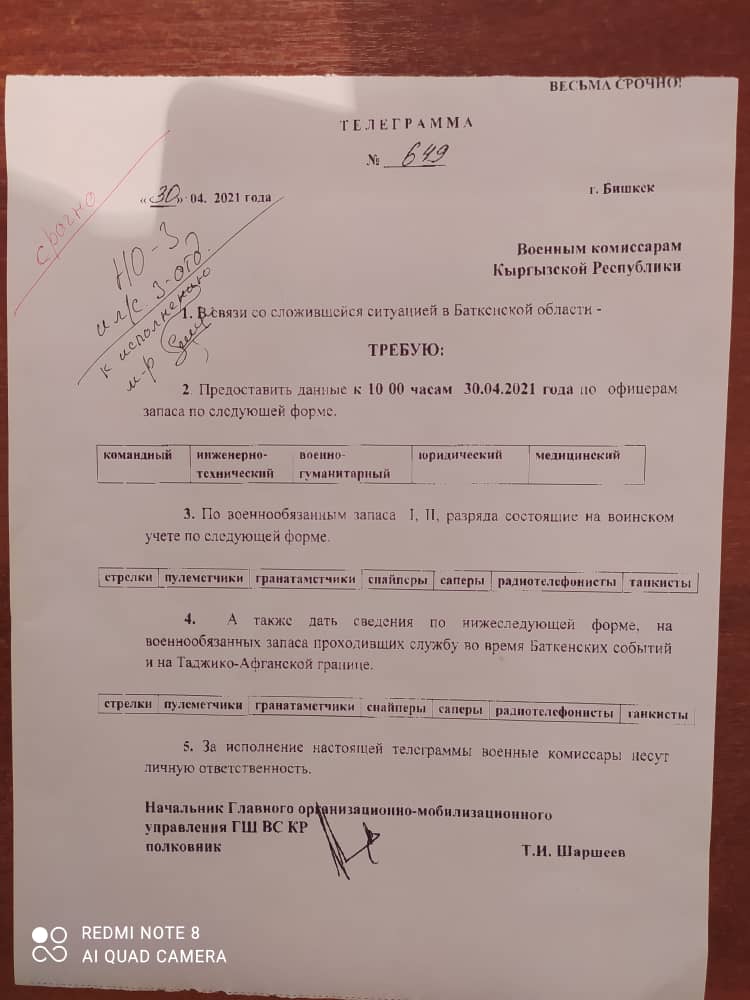 ВЕСЬМА СРОЧНО!
ТЕЛЕГРАММА
№ 649
«30» 04. 2021 года
г. Бишкек
срочно
НО-3
и л/с 3-отд.
к исполнению
м-р
Военным комиссарам
Кыргызской Республики
1. В связи со сложившейся ситуацией в Баткенской области -
ТРЕБУЮ:
2. Предоставить данные к 10 00 часам 30.04.2021 года по офицерам
запаса по следующей форме.
командный инженерно- военно- юридический медицинский
технический гуманитарный
3. По военнообязанным запаса I, II, разряда состоящие на воинском
учете по следующей форме.
стрелки пулеметчики гранатаметчики снайперы саперы радиотелефонисты танкисты
4. А также дать сведения по нижеследующей форме, на
военнообязанных запаса проходивших службу во время Баткенских событий
и на Таджико-Афганской границе.
стрелки пулеметчики гранатаметчики снайперы саперы радиотелефонисты танкисты
5. За исполнение настоящей телеграммы военные комиссары несут
личную ответственность.
Начальник Главного организационно-мобилизационного
управления ГШ ВС КР
полковник Т.И. Шаршеев
REDMI NOTE 8
AI QUAD CAMERA